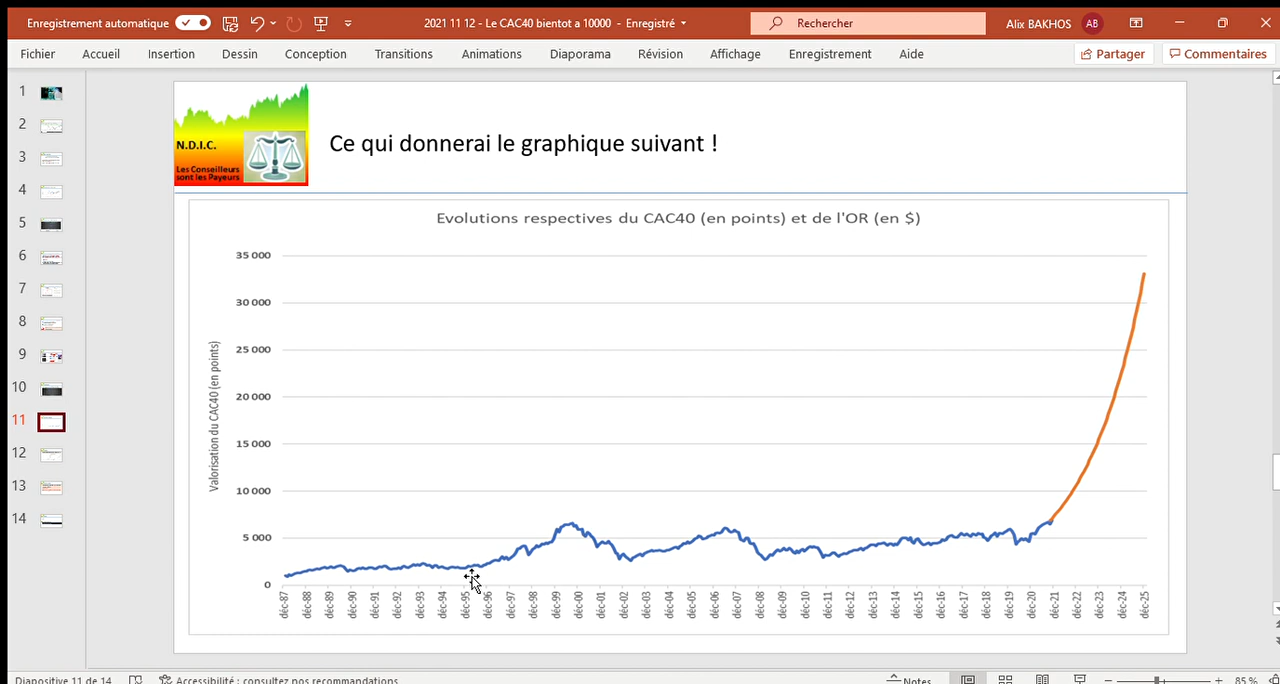 Enregistrement automatique
2021 11 12 - Le CAC40 bientot a 10000 - Enregistré
Rechercher
Alix BAKHOS AB
Fichier Accueil Insertion Dessin Conception Transitions Animations Diaporama Révision Affichage Enregistrement Aide
Partager Commentaires
1
2
3
4
5
6
7
8
9
10
11
12
13
14
N.D.I.C.
Les Conseilleurs
sont les Payeurs
Ce qui donnerai le graphique suivant !
Evolutions respectives du CAC40 (en points) et de l'OR (en $)
Valorisation du CAC40 (en points)
35 000
30 000
25 000
20 000
15 000
10 000
5 000
0
déc-87 déc-88 déc-89 déc-90 déc-91 déc-92 déc-93 déc-94 déc-95 déc-96 déc-97 déc-98 déc-99 déc-00 déc-01 déc-02 déc-03 déc-04 déc-05 déc-06 déc-07 déc-08 déc-09 déc-10 déc-11 déc-12 déc-13 déc-14 déc-15 déc-16 déc-17 déc-18 déc-19 déc-20 déc-21 déc-22 déc-23 déc-24 déc-25
Diapositive 11 de 14 Accessibilité : consultez nos recommandations Notes 85 %